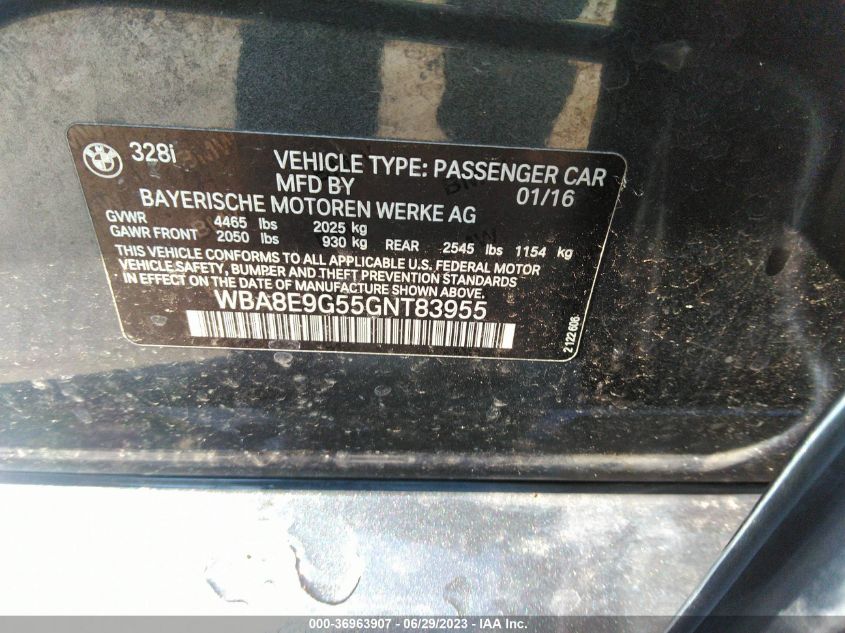 328i
VEHICLE TYPE: PASSENGER CAR
MFD BY 01/16
BAYERISCHE MOTOREN WERKE AG
GVWR 4465 lbs 2025 kg
GAWR FRONT 2050 lbs 930 kg REAR 2545 lbs 1154 kg
THIS VEHICLE CONFORMS TO ALL APPLICABLE U.S. FEDERAL MOTOR
VEHICLE SAFETY, BUMPER AND THEFT PREVENTION STANDARDS
IN EFFECT ON THE DATE OF MANUFACTURE SHOWN ABOVE.
WBA8E9G55GNT83955
2 122 606
000-36963907 - 06/29/2023 - IAA Inc.